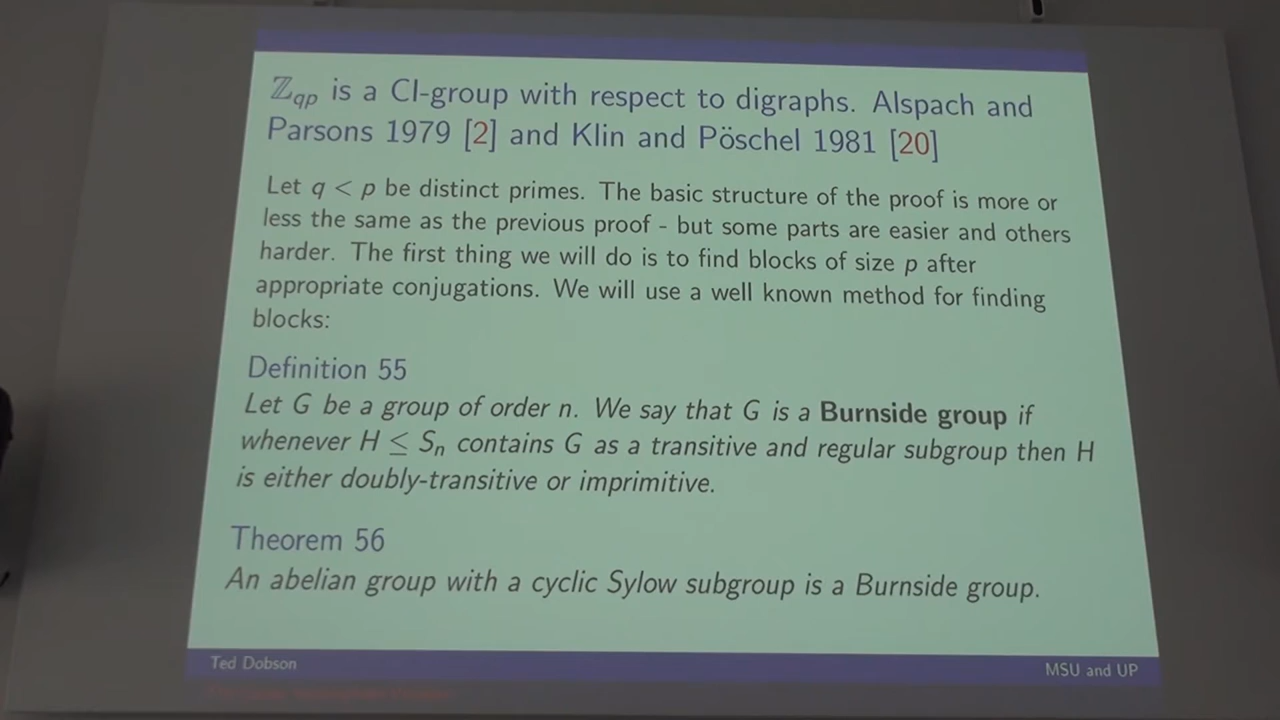 ℤqp is a CI-group with respect to digraphs. Alspach and
Parsons 1979 [2] and Klin and Pöschel 1981 [20]
Let q < p be distinct primes. The basic structure of the proof is more or
less the same as the previous proof - but some parts are easier and others
harder. The first thing we will do is to find blocks of size p after
appropriate conjugations. We will use a well known method for finding
blocks:
Definition 55
Let G be a group of order n. We say that G is a Burnside group if
whenever H ≤ Sn contains G as a transitive and regular subgroup then H
is either doubly-transitive or imprimitive.
Theorem 56
An abelian group with a cyclic Sylow subgroup is a Burnside group.
Ted Dobson
MSU and UP